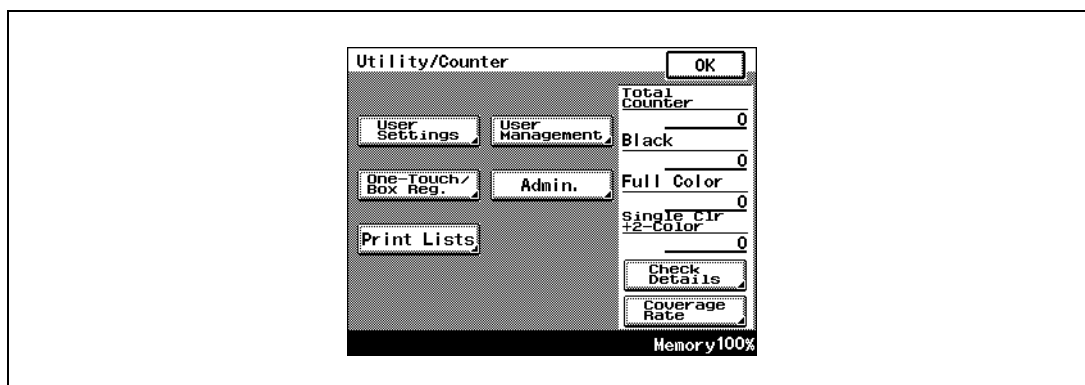 Utility/Counter
OK
User
Settings
User
Management
One-Touch/
Box Reg.
Admin.
Print Lists
Total
Counter
0
Black
0
Full Color
0
Single Clr
+2-Color
0
Check
Details
Coverage
Rate
Memory100%